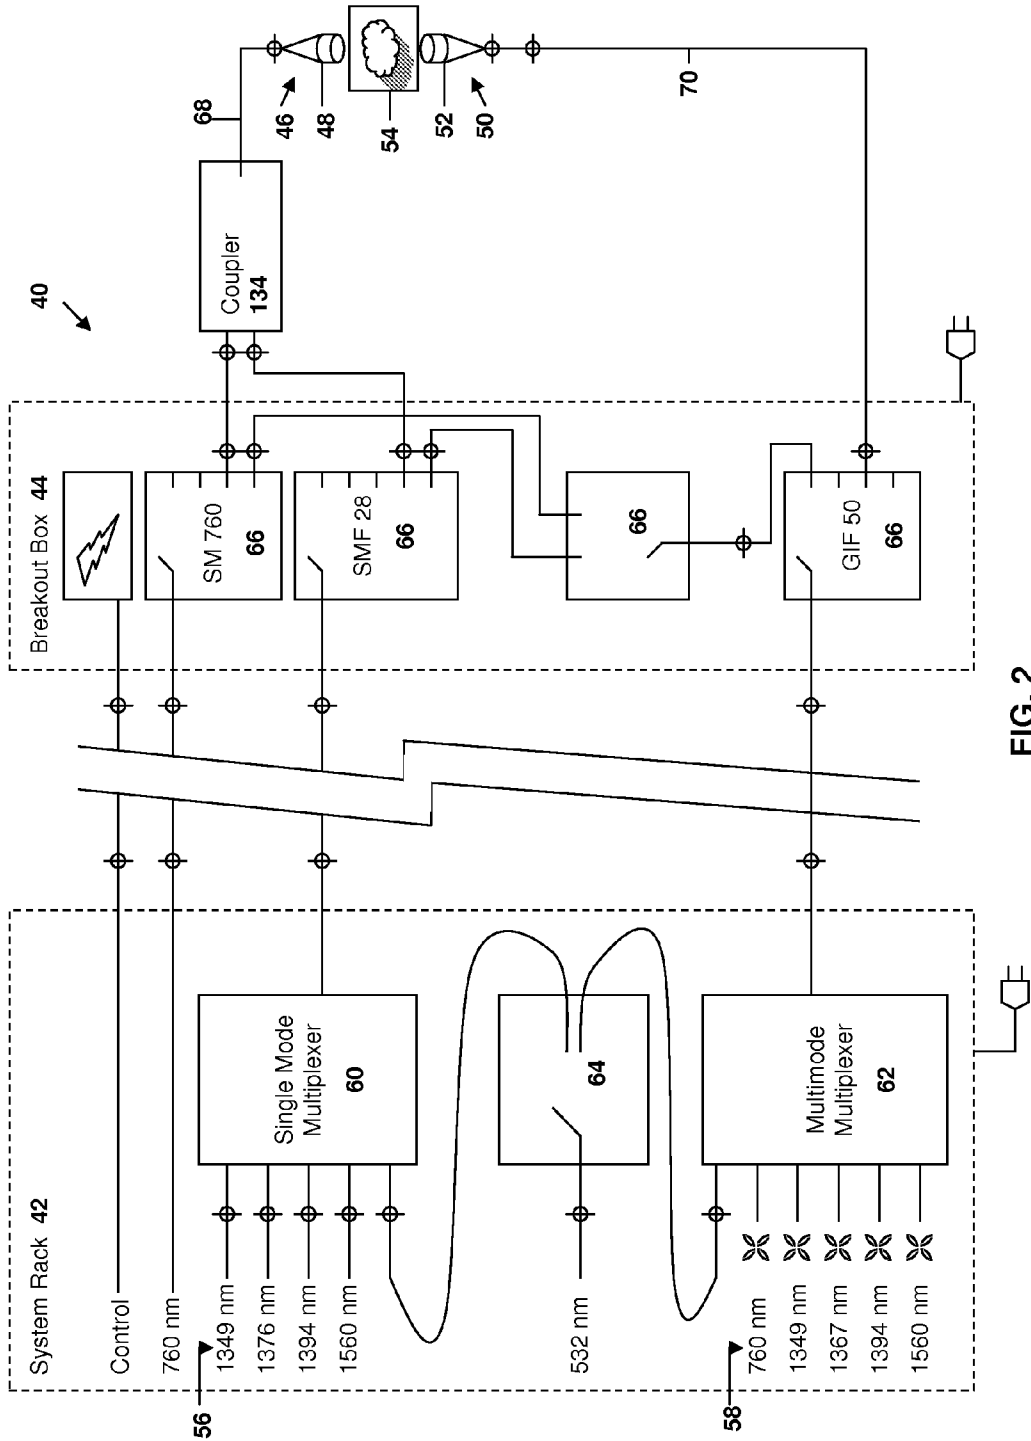 40
System Rack 42
Control
760 nm
56
1349 nm
1376 nm
1394 nm
1560 nm
Single Mode
Multiplexer
60
532 nm
64
58
760 nm
1349 nm
1367 nm
1394 nm
1560 nm
Multimode
Multiplexer
62
Breakout Box 44
SM 760
66
SMF 28
66
66
GIF 50
66
Coupler
134
68
46
48
54
52
50
70
FIG. 2